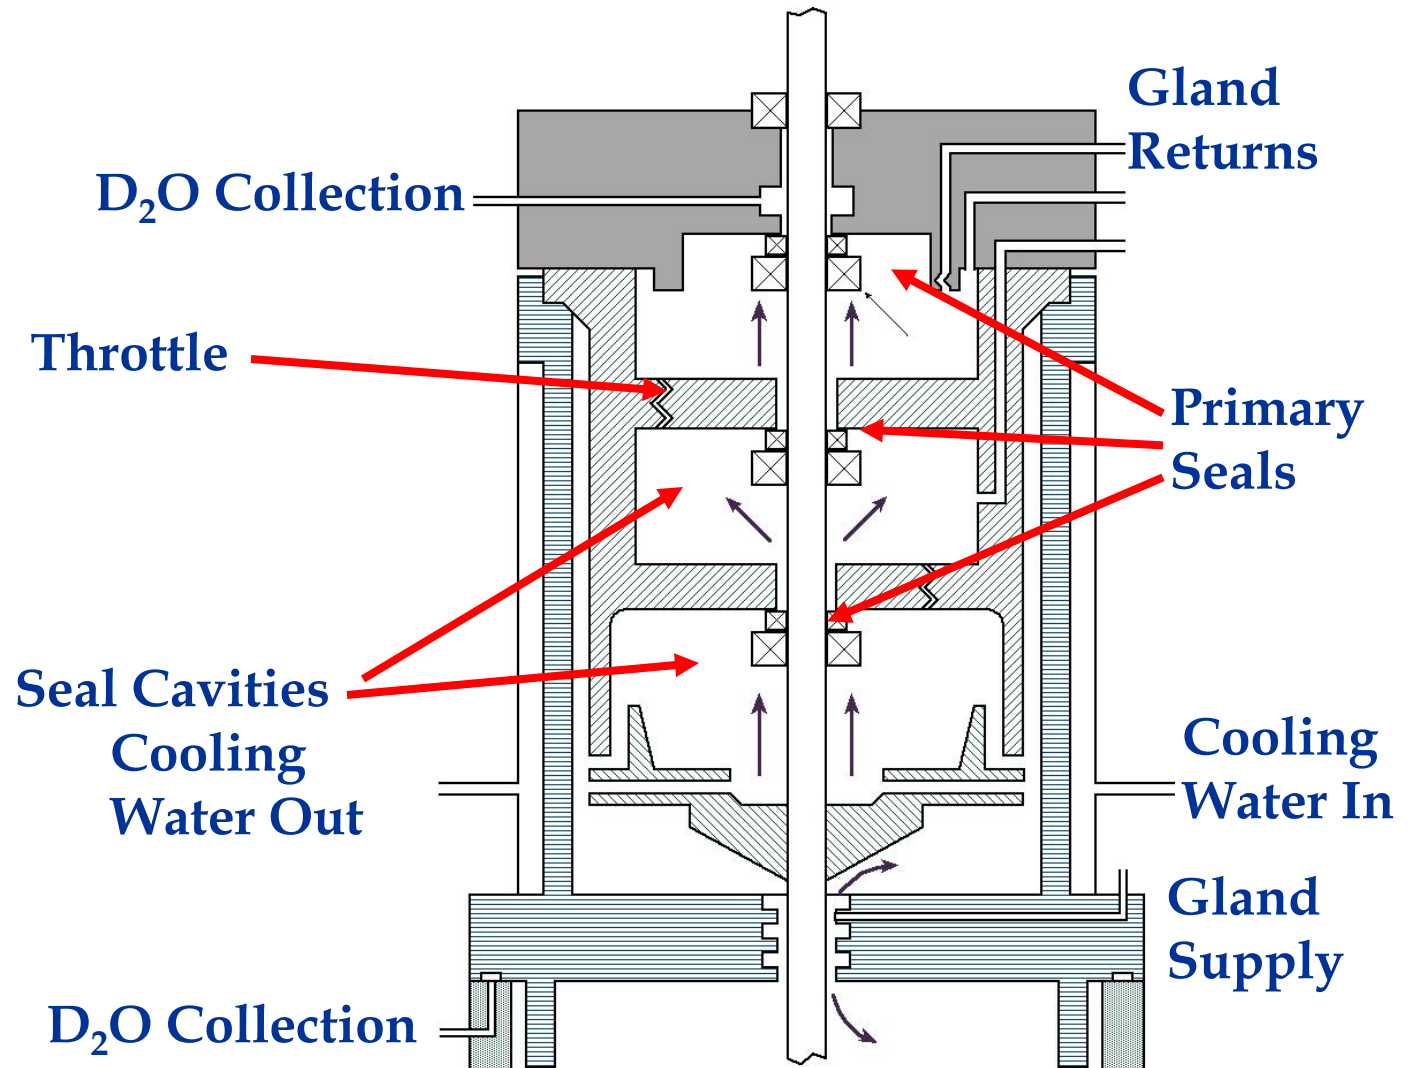 Gland
Returns
D₂O Collection
Throttle
Primary
Seals
Seal Cavities
Cooling
Water Out
Cooling
Water In
Gland
Supply
D₂O Collection